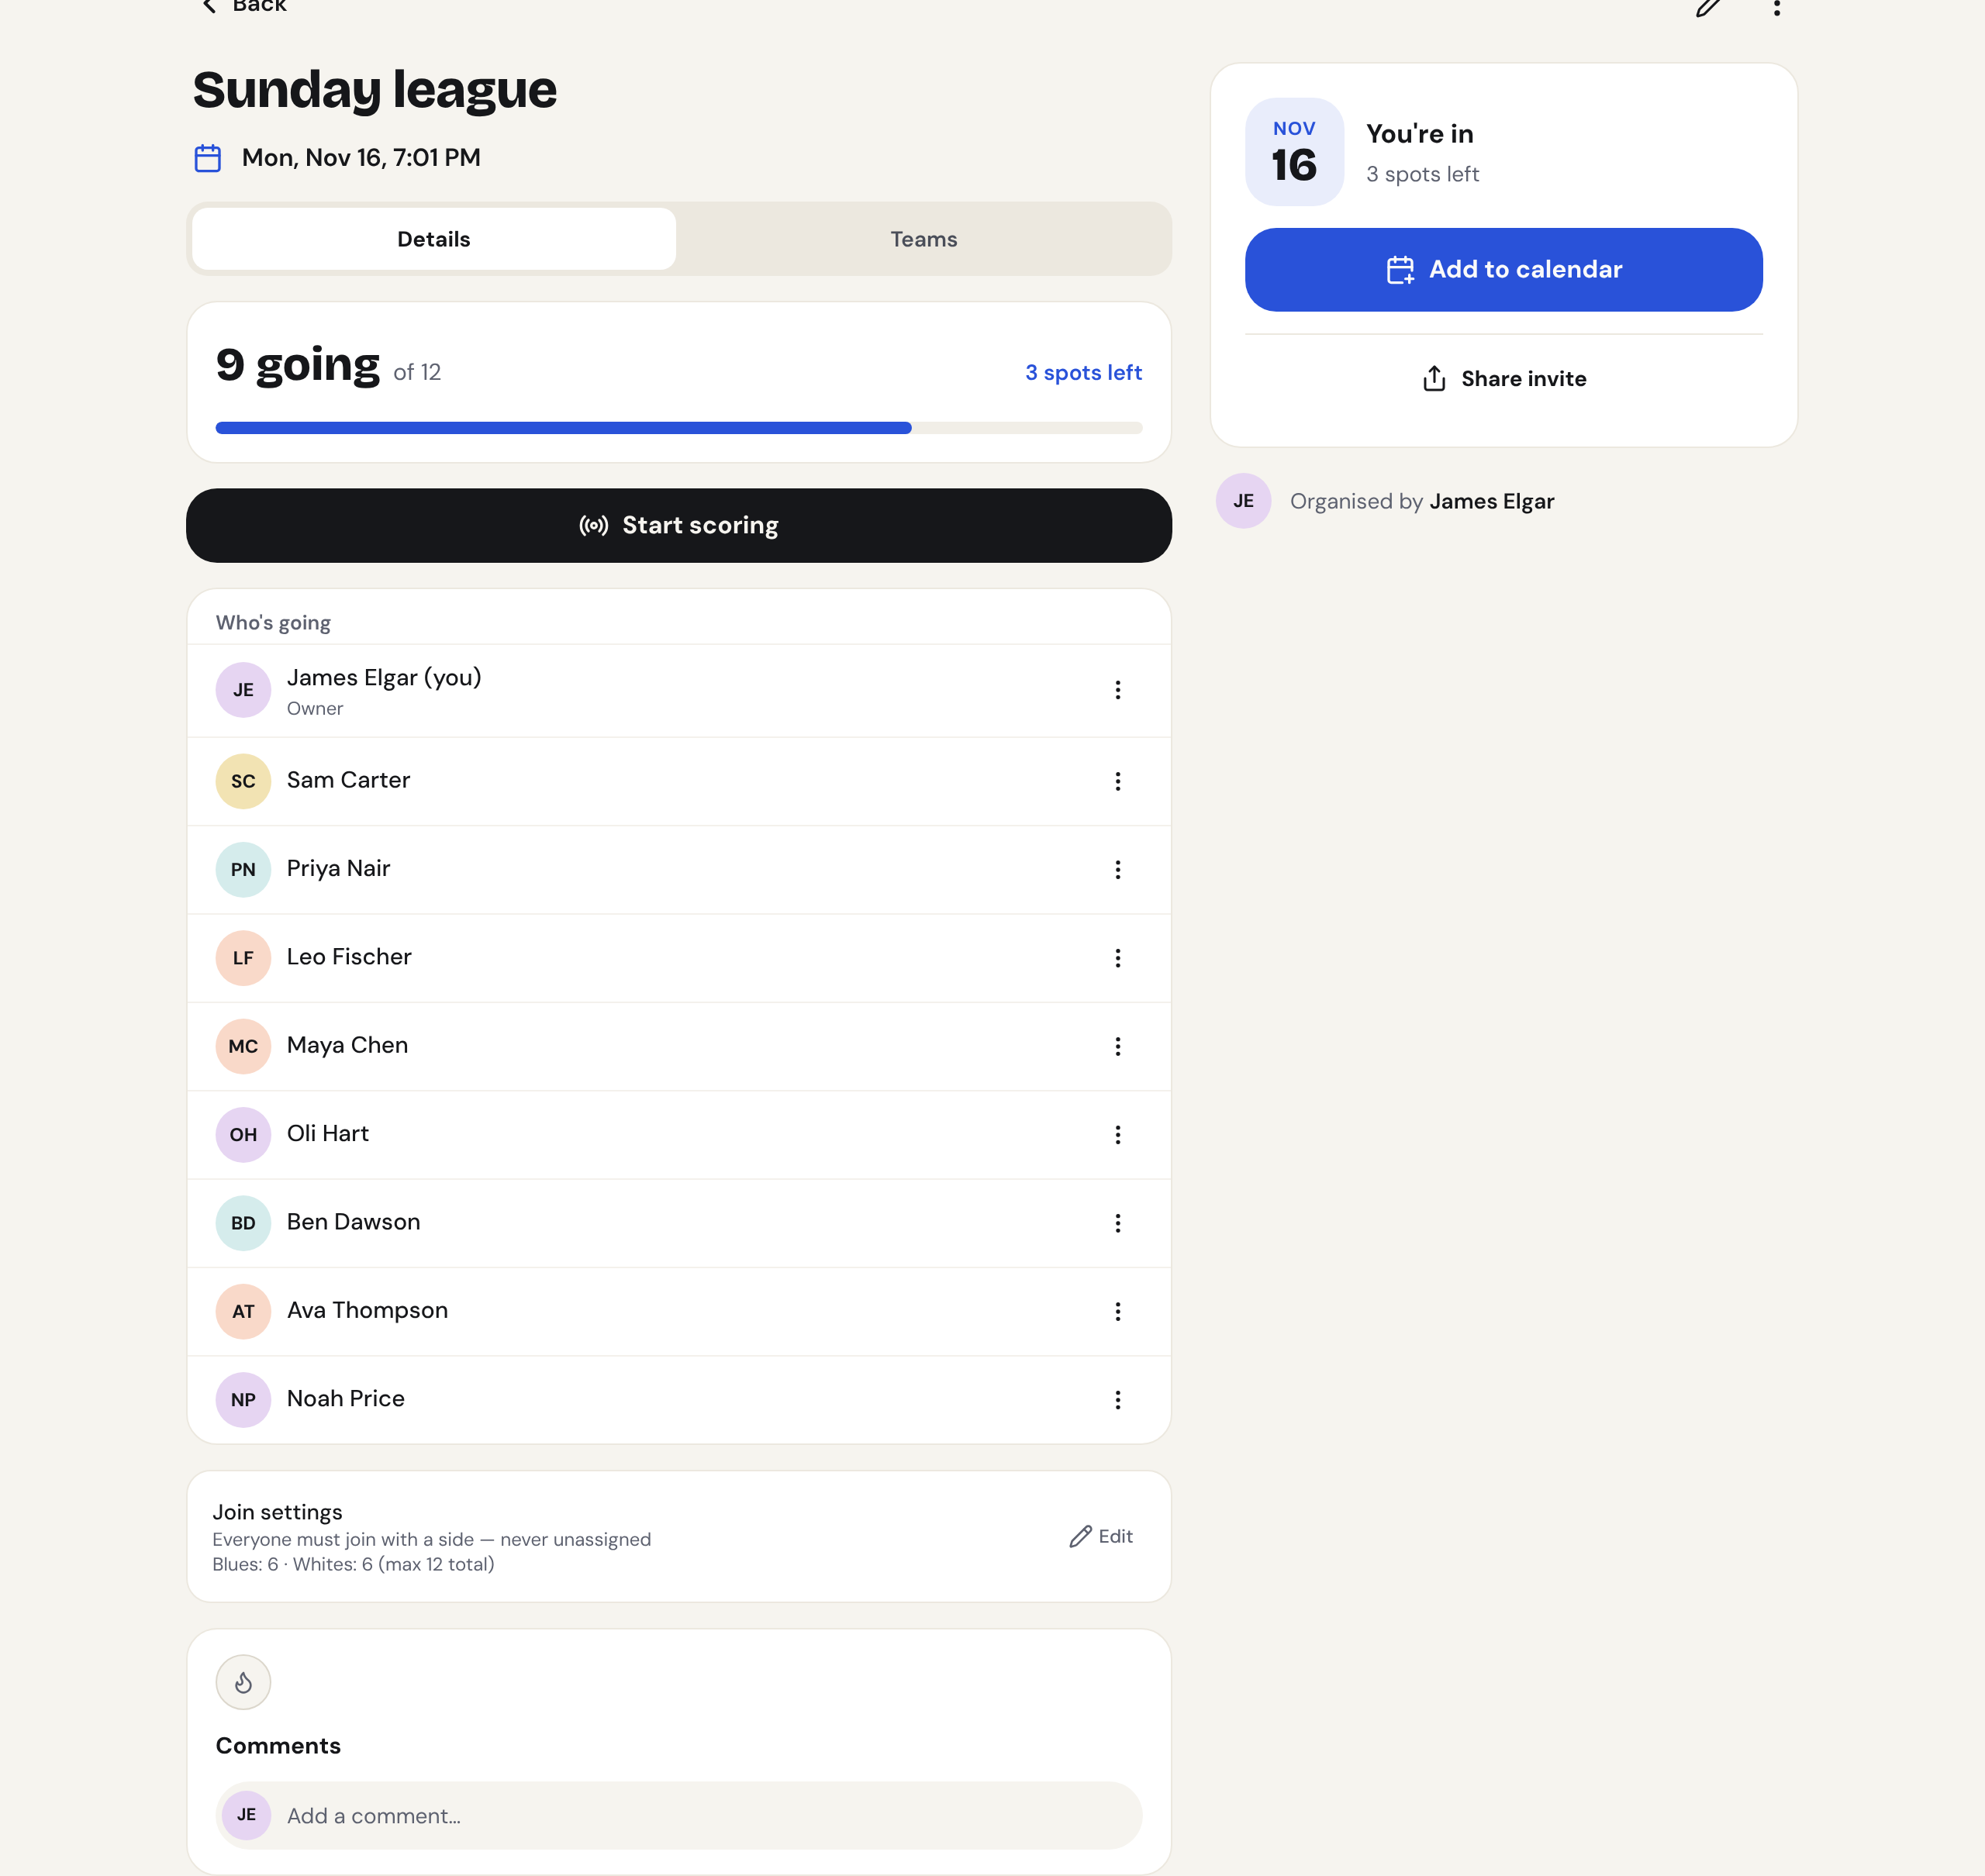 Back
Sunday league
Mon, Nov 16, 7:01 PM
Details
Teams
9 going of 12
3 spots left
Start scoring
Who's going
JE
James Elgar (you)
Owner
SC
Sam Carter
PN
Priya Nair
LF
Leo Fischer
MC
Maya Chen
OH
Oli Hart
BD
Ben Dawson
AT
Ava Thompson
NP
Noah Price
Join settings
Everyone must join with a side — never unassigned
Blues: 6 · Whites: 6 (max 12 total)
Edit
Comments
JE
Add a comment...
NOV
16
You're in
3 spots left
Add to calendar
Share invite
JE
Organised by James Elgar